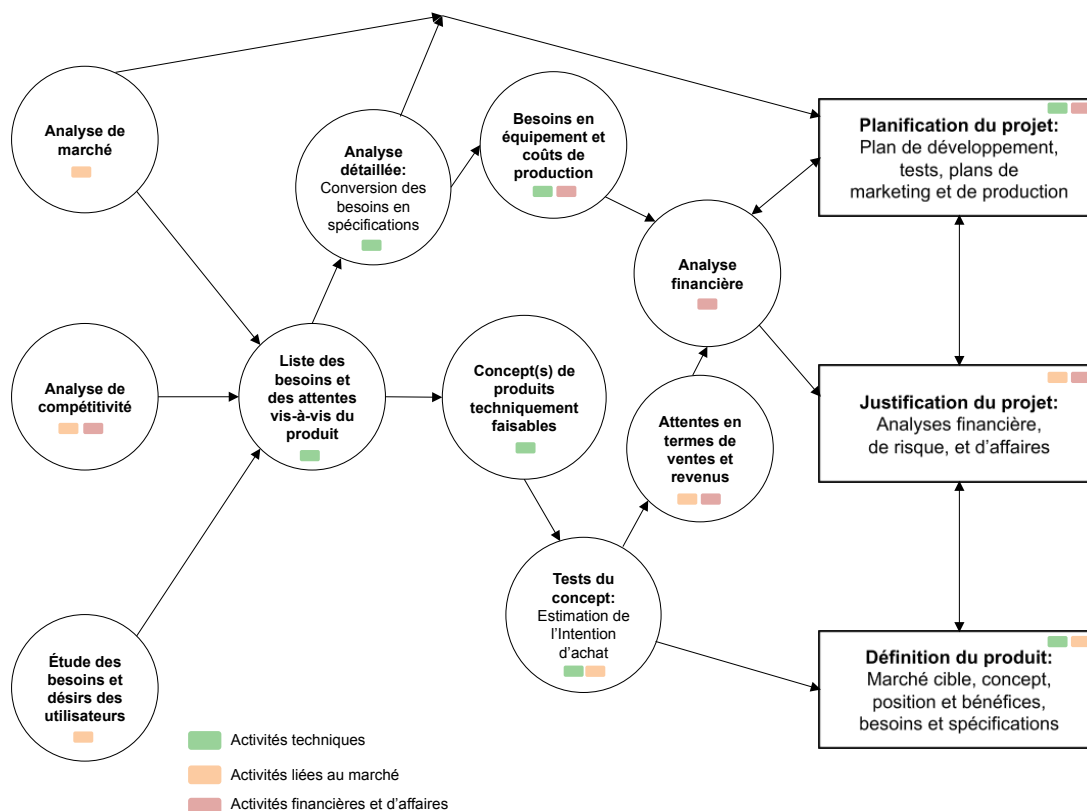 Analyse de
marché
Analyse
détaillée:
Conversion des
besoins en
spécifications
Besoins en
équipement et
coûts de
production
Planification du projet:
Plan de développement,
tests, plans de
marketing et de production
Analyse
financière
Analyse de
compétitivité
Liste des
besoins et
des attentes
vis-à-vis du
produit
Concept(s) de
produits
techniquement
faisables
Attentes en
termes de
ventes et
revenus
Justification du projet:
Analyses financière,
de risque, et d'affaires
Tests du
concept:
Estimation de
l'Intention
d'achat
Étude des
besoins et
désirs des
utilisateurs
Définition du produit:
Marché cible, concept,
position et bénéfices,
besoins et spécifications
Activités techniques
Activités liées au marché
Activités financières et d'affaires